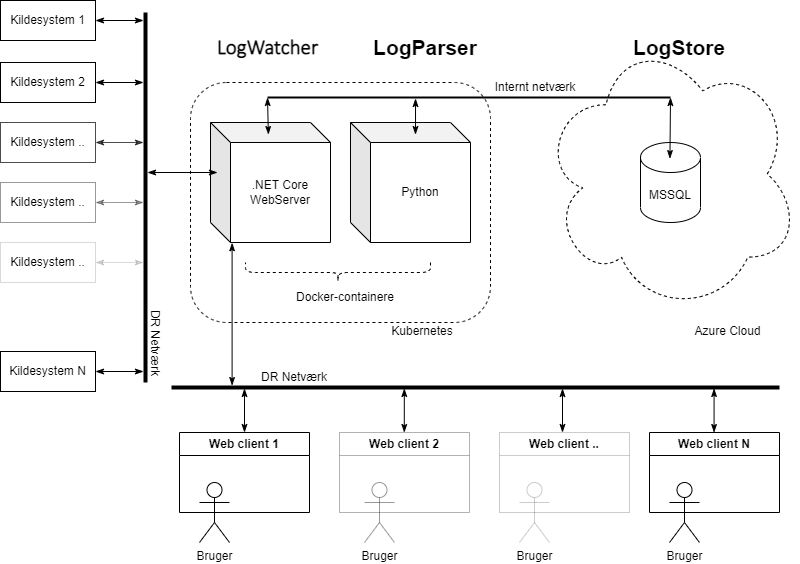 Kildesystem 1
Kildesystem 2
Kildesystem ..
Kildesystem ..
Kildesystem ..
Kildesystem N
DR Netværk
LogWatcher
LogParser
LogStore
Internt netværk
.NET Core
WebServer
Python
MSSQL
Docker-containere
Kubernetes
Azure Cloud
DR Netværk
Web client 1
Web client 2
Web client ..
Web client N
Bruger
Bruger
Bruger
Bruger